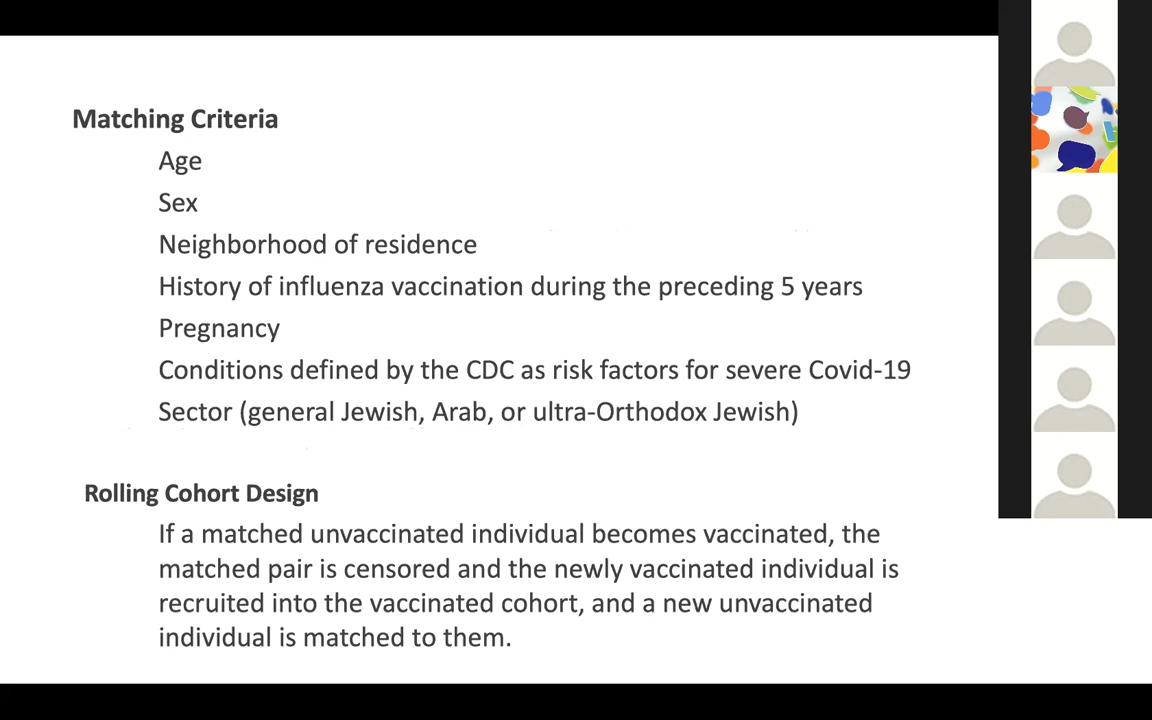 Matching Criteria
Age
Sex
Neighborhood of residence
History of influenza vaccination during the preceding 5 years
Pregnancy
Conditions defined by the CDC as risk factors for severe Covid-19
Sector (general Jewish, Arab, or ultra-Orthodox Jewish)
Rolling Cohort Design
If a matched unvaccinated individual becomes vaccinated, the
matched pair is censored and the newly vaccinated individual is
recruited into the vaccinated cohort, and a new unvaccinated
individual is matched to them.